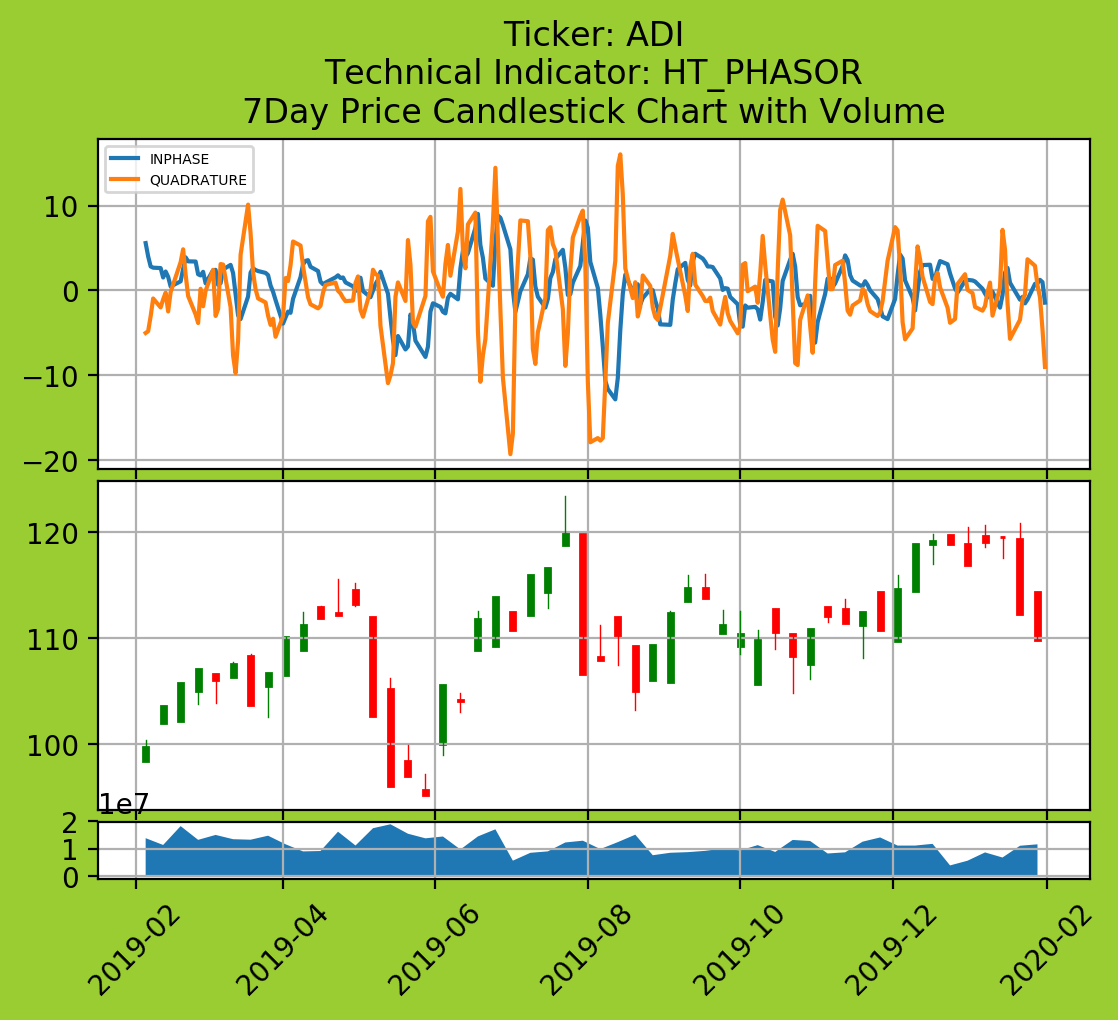 Ticker: ADI
Technical Indicator: HT_PHASOR
7Day Price Candlestick Chart with Volume
INPHASE
QUADRATURE
10
0
−10
−20
120
110
100
1e7
2
1
0
2019-02
2019-04
2019-06
2019-08
2019-10
2019-12
2020-02